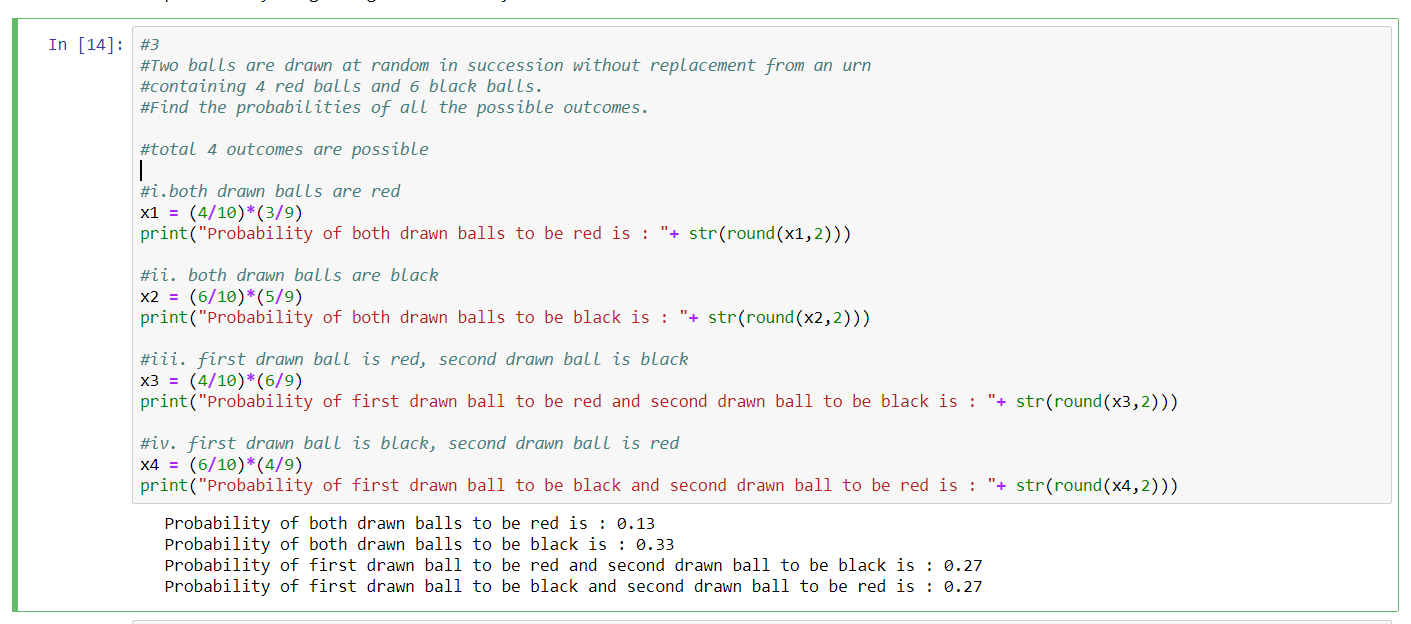 In [14]:
#3
#Two balls are drawn at random in succession without replacement from an urn
#containing 4 red balls and 6 black balls.
#Find the probabilities of all the possible outcomes.
#total 4 outcomes are possible
#i.both drawn balls are red
x1 = (4/10)*(3/9)
print("Probability of both drawn balls to be red is : "+ str(round(x1,2)))
#ii. both drawn balls are black
x2 = (6/10)*(5/9)
print("Probability of both drawn balls to be black is : "+ str(round(x2,2)))
#iii. first drawn ball is red, second drawn ball is black
x3 = (4/10)*(6/9)
print("Probability of first drawn ball to be red and second drawn ball to be black is : "+ str(round(x3,2)))
#iv. first drawn ball is black, second drawn ball is red
x4 = (6/10)*(4/9)
print("Probability of first drawn ball to be black and second drawn ball to be red is : "+ str(round(x4,2)))
Probability of both drawn balls to be red is : 0.13
Probability of both drawn balls to be black is : 0.33
Probability of first drawn ball to be red and second drawn ball to be black is : 0.27
Probability of first drawn ball to be black and second drawn ball to be red is : 0.27